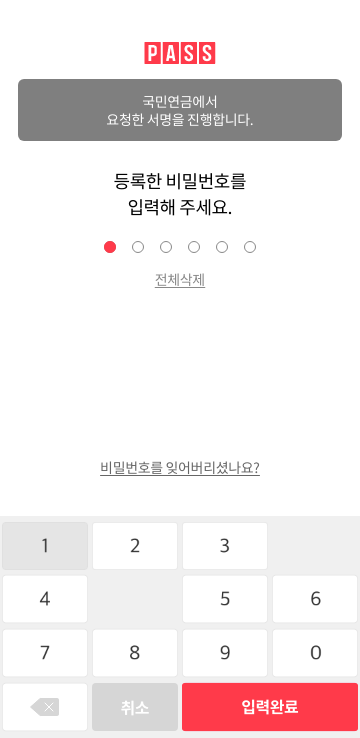 PASS
국민연금에서
요청한 서명을 진행합니다.
등록한 비밀번호를
입력해 주세요.
전체삭제
비밀번호를 잊어버리셨나요?
1 2 3
4 5 6
7 8 9 0
취소 입력완료